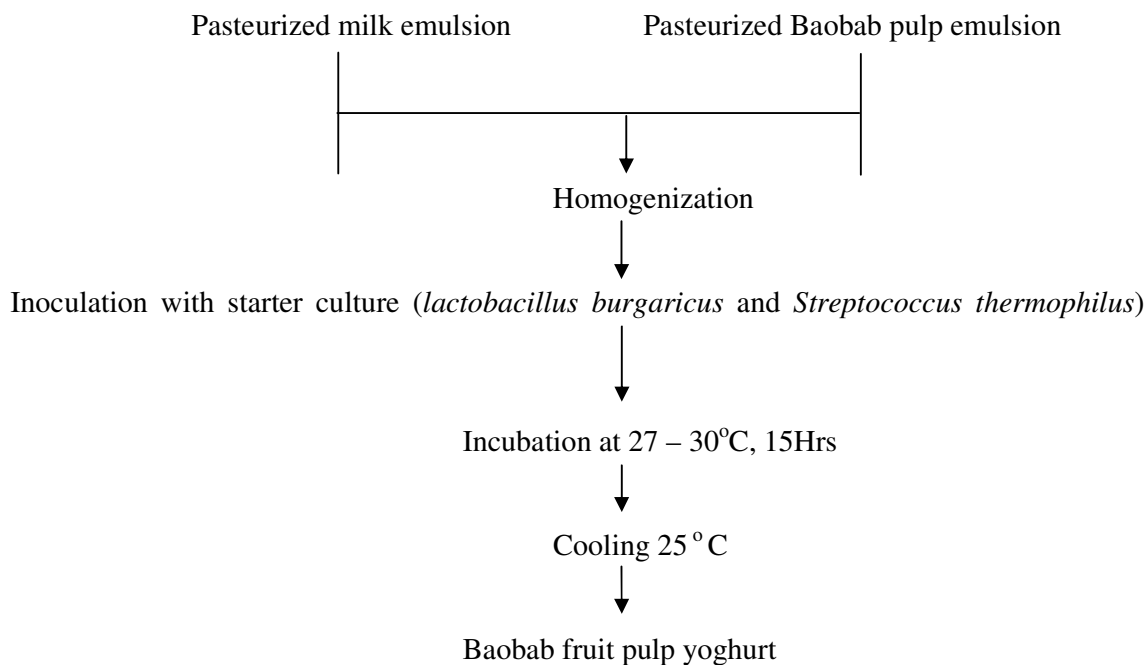 Pasteurized milk emulsion Pasteurized Baobab pulp emulsion
Homogenization
Inoculation with starter culture (lactobacillus burgaricus and Streptococcus thermophilus)
Incubation at 27 – 30°C, 15Hrs
Cooling 25 ° C
Baobab fruit pulp yoghurt